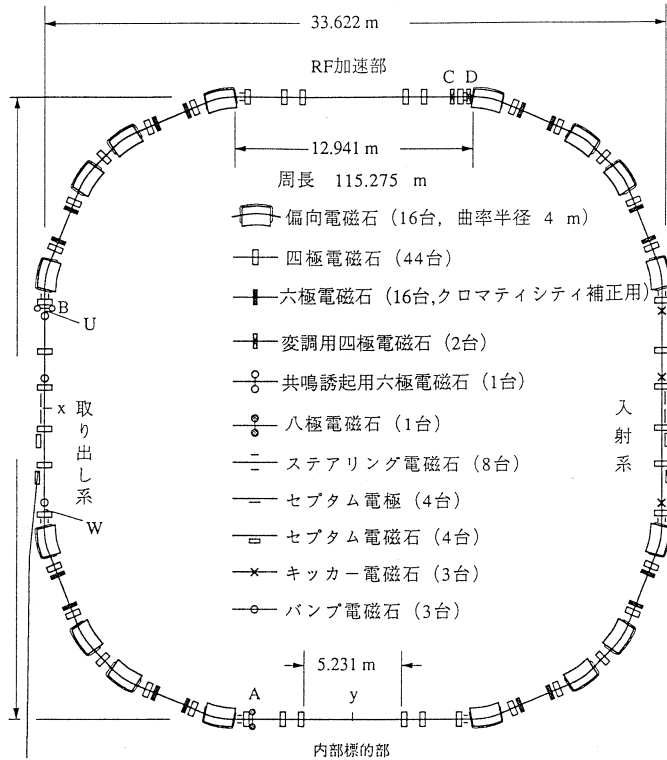 33.622 m
RF加速部
C D
12.941 m
周長 115.275 m
偏向電磁石 (16台, 曲率半径 4 m)
四極電磁石 (44台)
六極電磁石 (16台,クロマティシティ補正用)
変調用四極電磁石 (2台)
共鳴誘起用六極電磁石 (1台)
八極電磁石 (1台)
ステアリング電磁石 (8台)
セプタム電極 (4台)
セプタム電磁石 (4台)
キッカー電磁石 (3台)
バンプ電磁石 (3台)
B
U
x
取り出し系
W
入射系
5.231 m
A
y
内部標的部